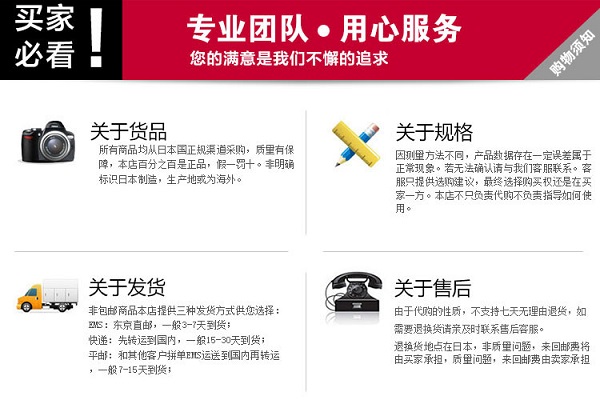 买家
必看
！
专业团队●用心服务
您的满意是我们不懈的追求
购物须知
关于货品
所有商品均从日本国正规渠道采购，质量有保
障，本店百分之百是正品，假一罚十。非明确
标识日本制造，生产地或为海外。
关于规格
因测量方法不同，产品数据存在一定误差属于
正常现象。若无法确认请与我们客服联系。客
服只提供选购建议，最终选择购买权还是在买
家一方。本店不只负责代购不负责指导如何使
用。
关于发货
非包邮商品本店提供三种发货方式供您选择：
EMS：东京直邮，一般3-7天到货；
快递：先转运到国内，一般15-30天到货；
平邮：和其他客户拼单EMS运送到国内再转运
，一般7-15天到货；
关于售后
由于代购的性质，不支持七天无理由退货，如
需要退换货请亲及时联系售后客服。
退换货地点在日本，非质量问题，来回邮费将
由买家承担，质量问题，来回邮费由卖家承担